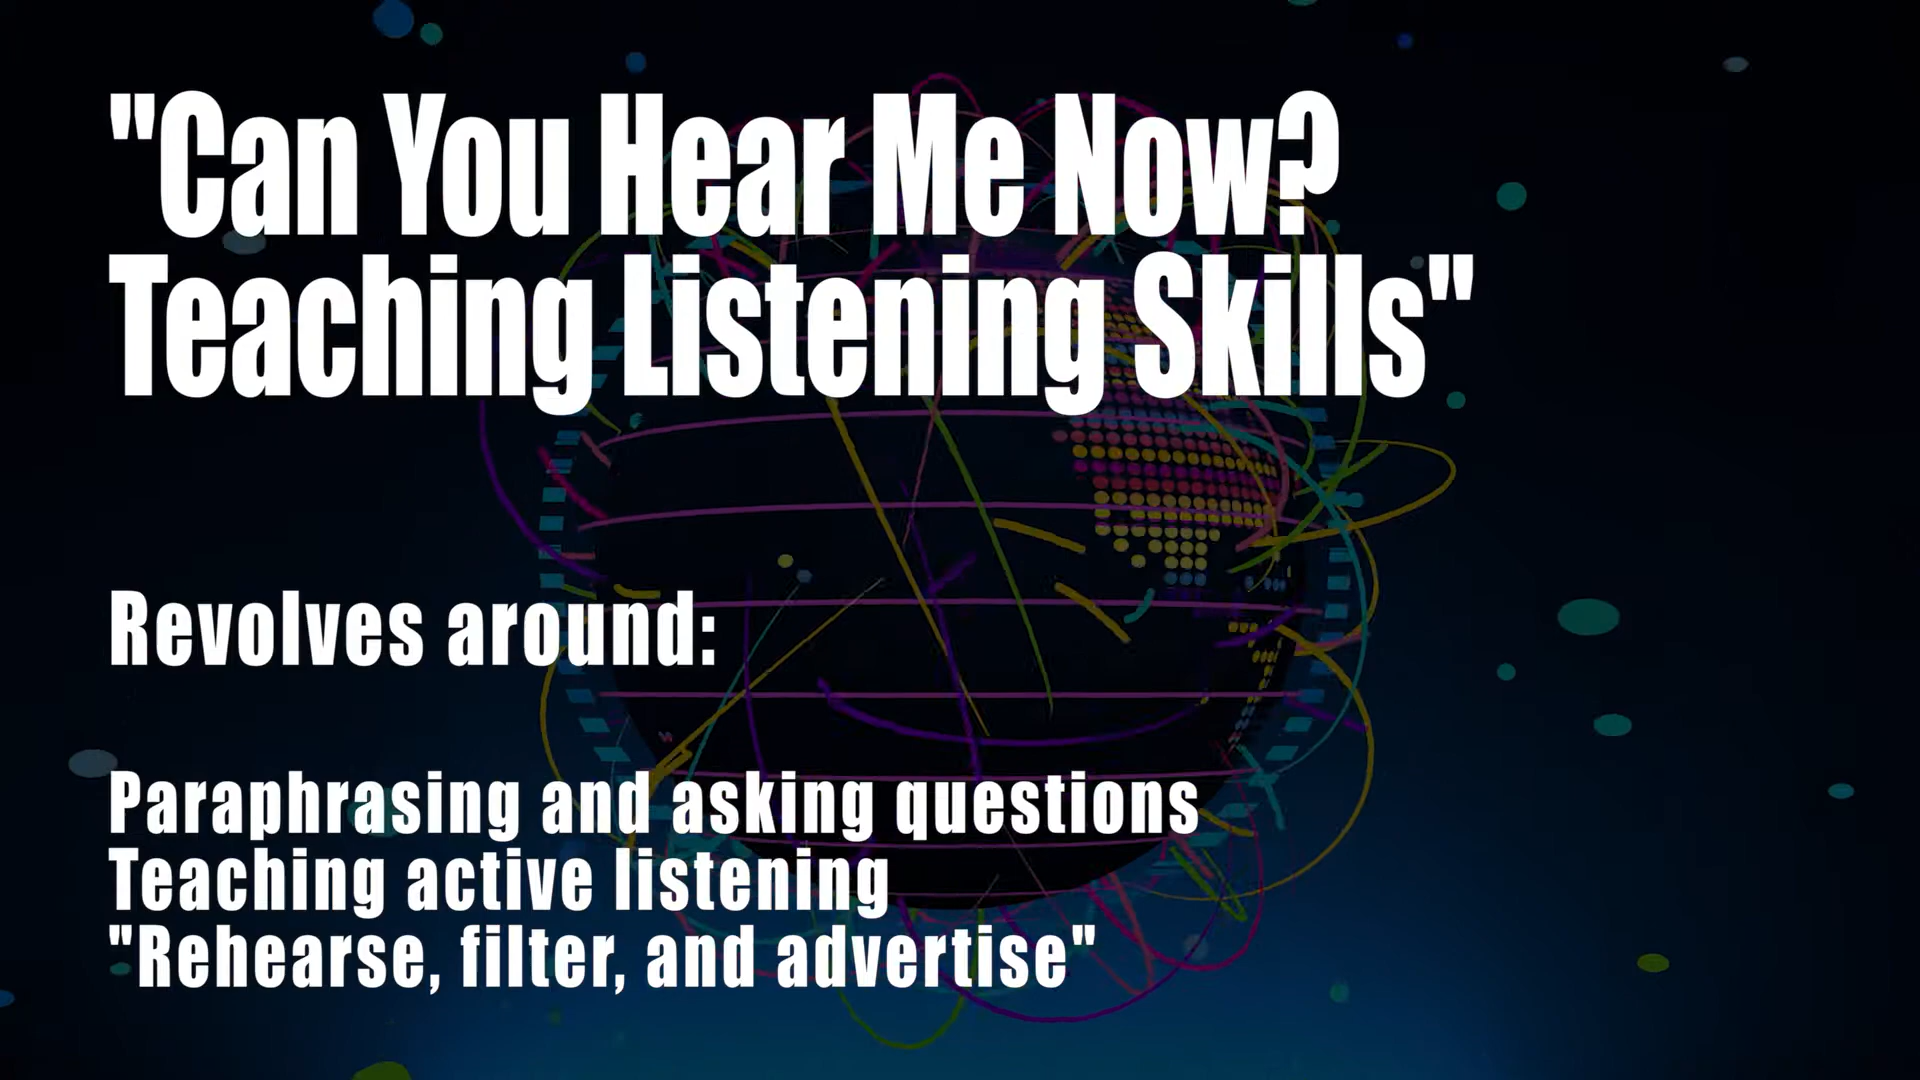 "Can You Hear Me Now?
Teaching Listening Skills"
Revolves around:
Paraphrasing and asking questions
Teaching active listening
"Rehearse, filter, and advertise"